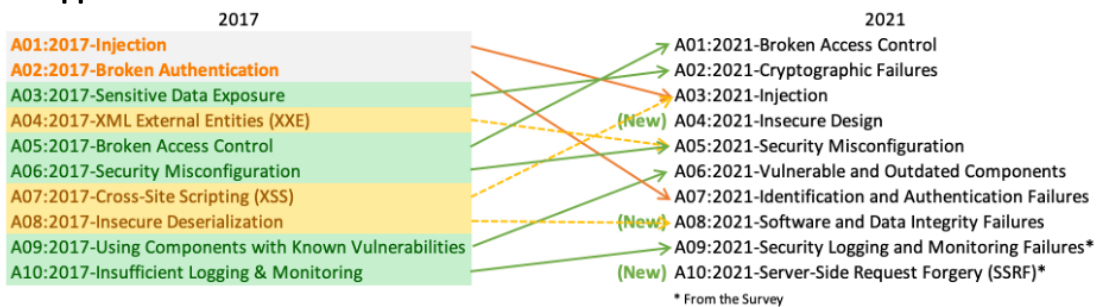 2017
2021
A01:2017-Injection
A02:2017-Broken Authentication
A03:2017-Sensitive Data Exposure
A04:2017-XML External Entities (XXE)
A05:2017-Broken Access Control
A06:2017-Security Misconfiguration
A07:2017-Cross-Site Scripting (XSS)
A08:2017-Insecure Deserialization
A09:2017-Using Components with Known Vulnerabilities
A10:2017-Insufficient Logging & Monitoring
A01:2021-Broken Access Control
A02:2021-Cryptographic Failures
A03:2021-Injection
(New) A04:2021-Insecure Design
A05:2021-Security Misconfiguration
A06:2021-Vulnerable and Outdated Components
A07:2021-Identification and Authentication Failures
(New) A08:2021-Software and Data Integrity Failures
A09:2021-Security Logging and Monitoring Failures*
(New) A10:2021-Server-Side Request Forgery (SSRF)*
* From the Survey